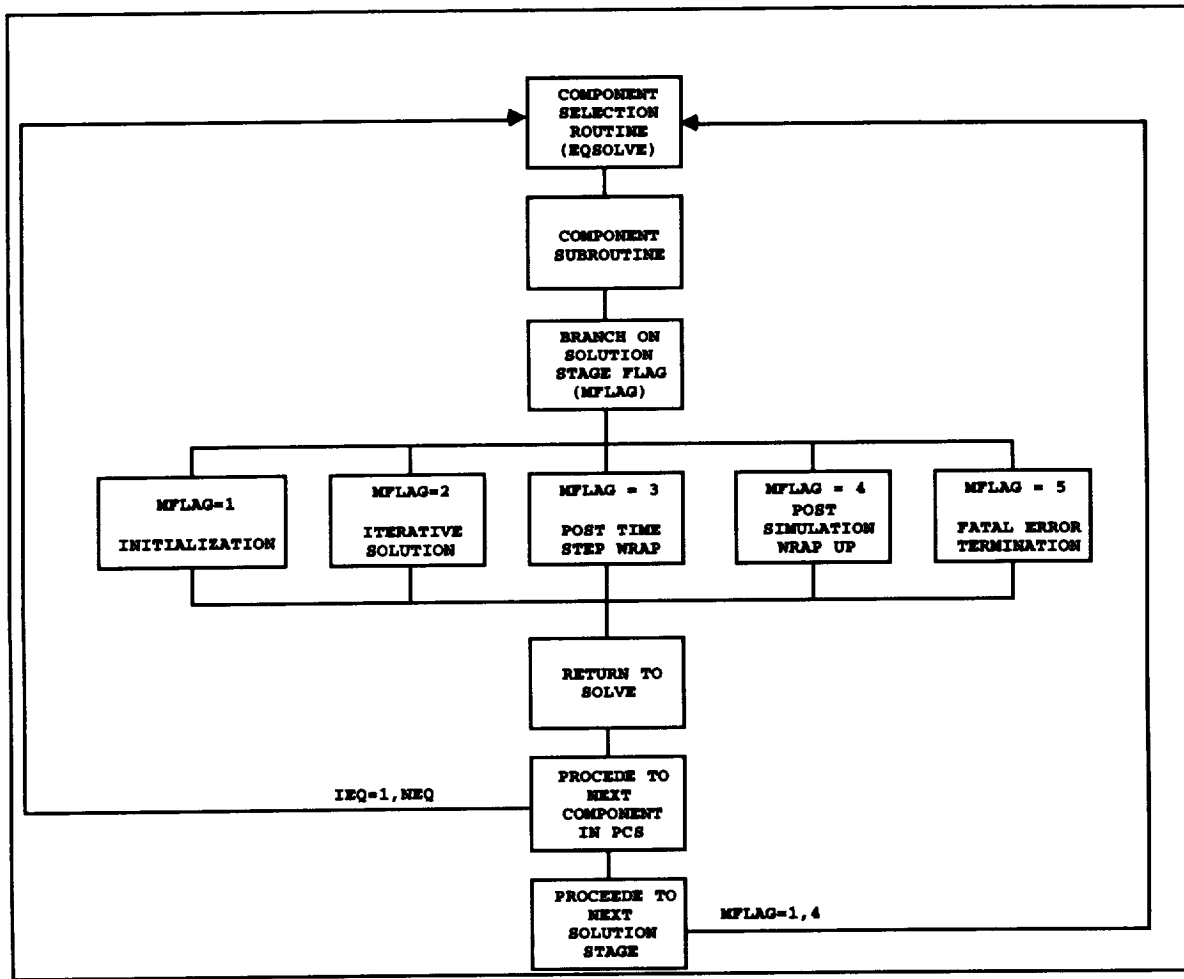 COMPONENT
SELECTION
ROUTINE
(EQSOLVE)
COMPONENT
SUBROUTINE
BRANCH ON
SOLUTION
STAGE FLAG
(MFLAG)
MFLAG=1
INITIALIZATION
MFLAG=2
ITERATIVE
SOLUTION
MFLAG = 3
POST TIME
STEP WRAP
MFLAG = 4
POST
SIMULATION
WRAP UP
MFLAG = 5
FATAL ERROR
TERMINATION
RETURN TO
SOLVE
IEQ=1,NEQ
PROCEDE TO
NEXT
COMPONENT
IN PCS
PROCEEDE TO
NEXT
SOLUTION
STAGE
MFLAG=1,4